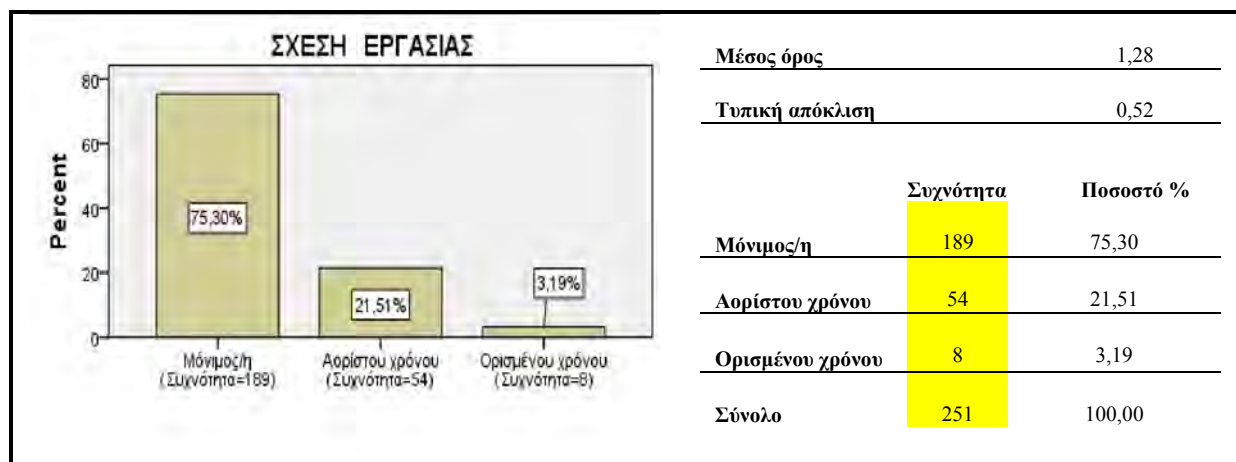 ΣΧΕΣΗ ΕΡΓΑΣΙΑΣ
Percent
80
60
40
20
0
75,30%
21,51%
3,19%
Μόνιμος/η
(Συχνότητα=189)
Αορίστου χρόνου
(Συχνότητα=54)
Ορισμένου χρόνου
(Συχνότητα=8)
Μέσος όρος 1,28
Τυπική απόκλιση 0,52
Συχνότητα Ποσοστό %
Μόνιμος/η 189 75,30
Αορίστου χρόνου 54 21,51
Ορισμένου χρόνου 8 3,19
Σύνολο 251 100,00